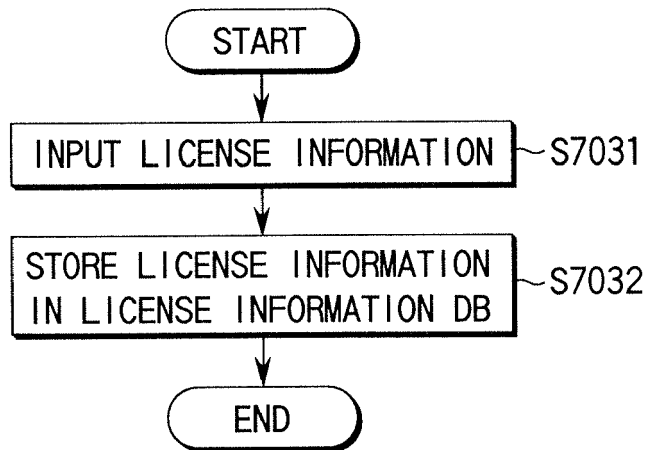 START
INPUT LICENSE INFORMATION
S7031
STORE LICENSE INFORMATION
IN LICENSE INFORMATION DB
S7032
END